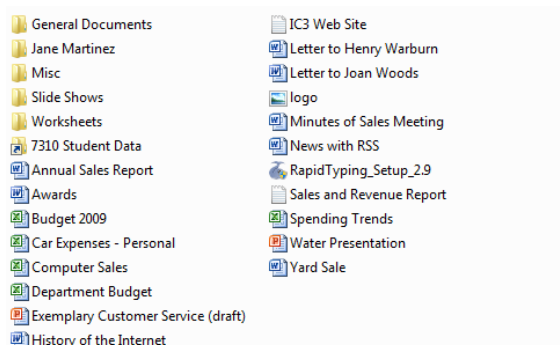 General Documents
Jane Martinez
Misc
Slide Shows
Worksheets
7310 Student Data
Annual Sales Report
Awards
Budget 2009
Car Expenses - Personal
Computer Sales
Department Budget
Exemplary Customer Service (draft)
History of the Internet
IC3 Web Site
Letter to Henry Warburn
Letter to Joan Woods
logo
Minutes of Sales Meeting
News with RSS
RapidTyping_Setup_2.9
Sales and Revenue Report
Spending Trends
Water Presentation
Yard Sale